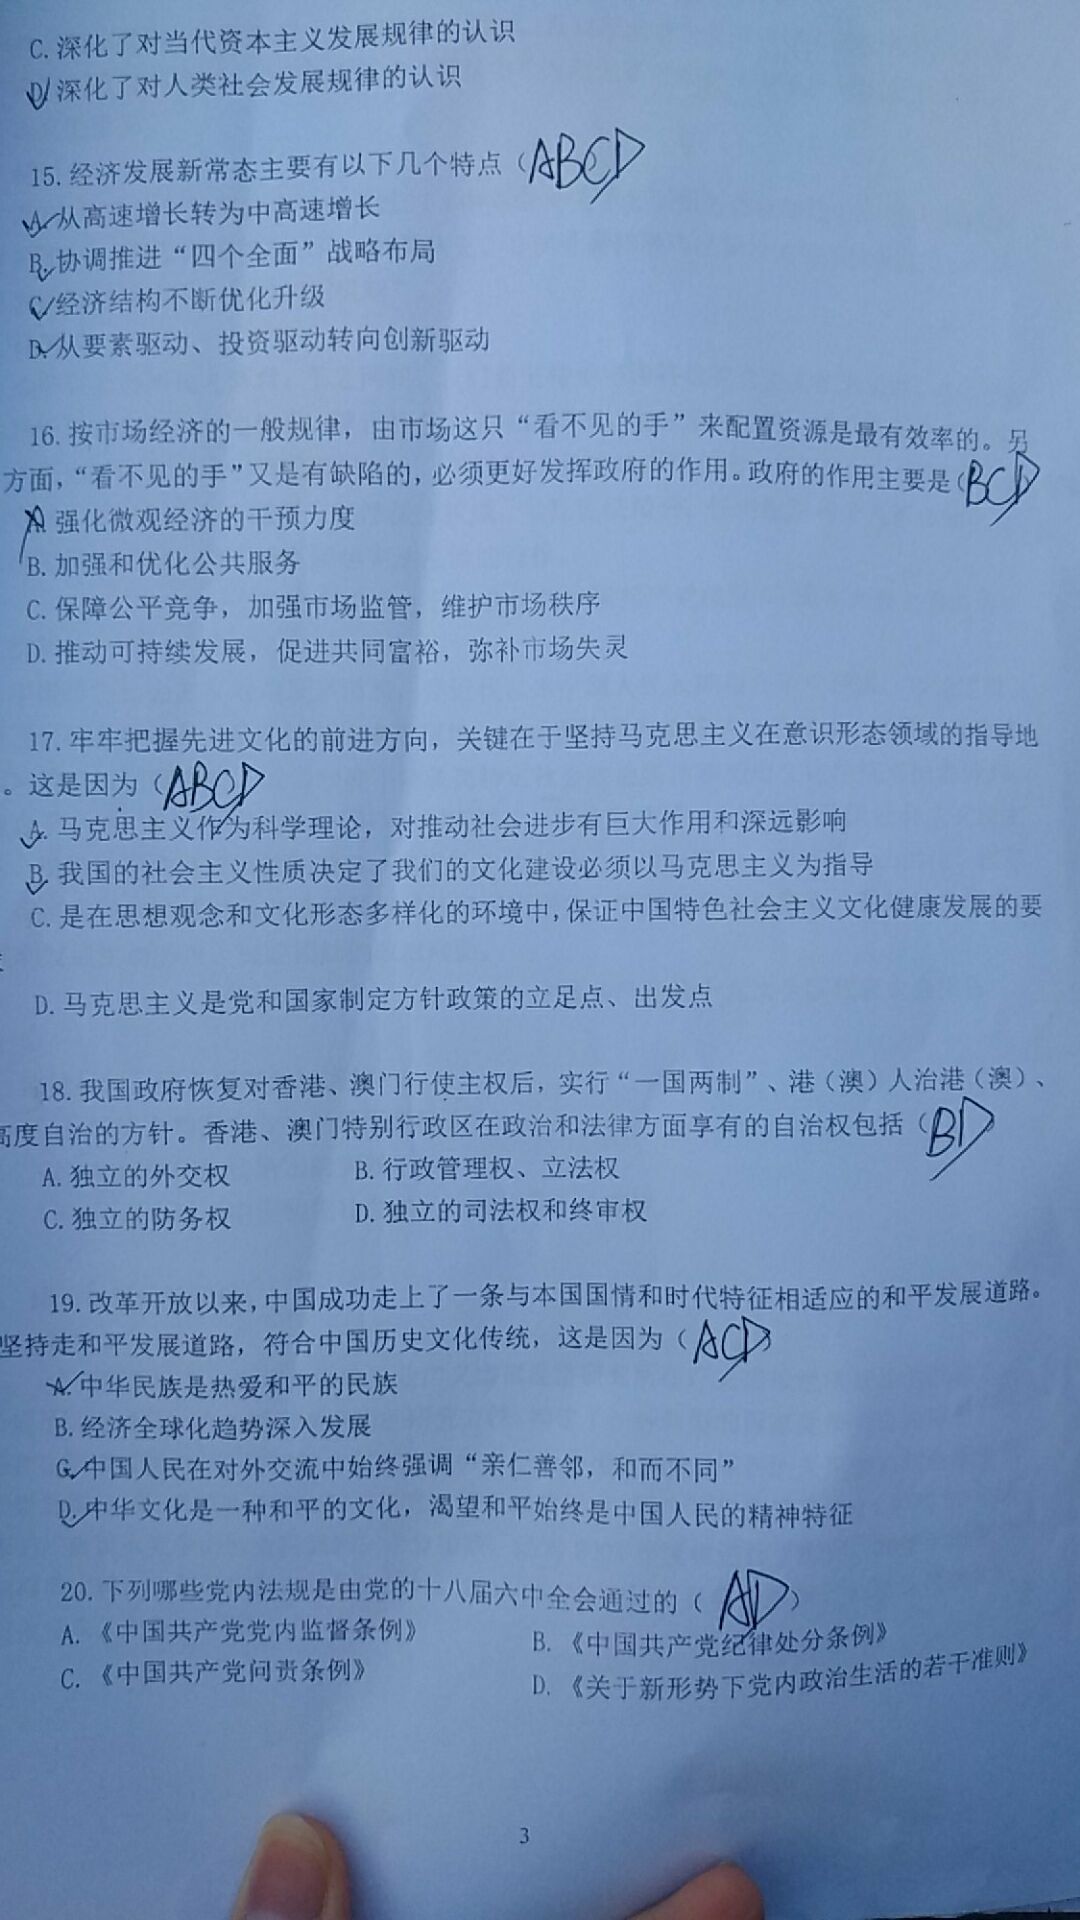 C. 深化了对当代资本主义发展规律的认识
D. 深化了对人类社会发展规律的认识
15. 经济发展新常态主要有以下几个特点（ABCD
A. 从高速增长转为中高速增长
B. 协调推进“四个全面”战略布局
C. 经济结构不断优化升级
D. 从要素驱动、投资驱动转向创新驱动
16. 按市场经济的一般规律，由市场这只“看不见的手”来配置资源是最有效率的。另
方面，“看不见的手”又是有缺陷的，必须更好发挥政府的作用。政府的作用主要是（BCD
A. 强化微观经济的干预力度
B. 加强和优化公共服务
C. 保障公平竞争，加强市场监管，维护市场秩序
D. 推动可持续发展，促进共同富裕，弥补市场失灵
17. 牢牢把握先进文化的前进方向，关键在于坚持马克思主义在意识形态领域的指导地
。这是因为（ABCD
A. 马克思主义作为科学理论，对推动社会进步有巨大作用和深远影响
B. 我国的社会主义性质决定了我们的文化建设必须以马克思主义为指导
C. 是在思想观念和文化形态多样化的环境中，保证中国特色社会主义文化健康发展的要
D. 马克思主义是党和国家制定方针政策的立足点、出发点
18. 我国政府恢复对香港、澳门行使主权后，实行“一国两制”、港（澳）人治港（澳）、
高度自治的方针。香港、澳门特别行政区在政治和法律方面享有的自治权包括（BD
A. 独立的外交权 B. 行政管理权、立法权
C. 独立的防务权 D. 独立的司法权和终审权
19. 改革开放以来，中国成功走上了一条与本国国情和时代特征相适应的和平发展道路。
坚持走和平发展道路，符合中国历史文化传统，这是因为（ACD）
A. 中华民族是热爱和平的民族
B. 经济全球化趋势深入发展
C. 中国人民在对外交流中始终强调“亲仁善邻，和而不同”
D. 中华文化是一种和平的文化，渴望和平始终是中国人民的精神特征
20. 下列哪些党内法规是由党的十八届六中全会通过的（AD）
A. 《中国共产党党内监督条例》 B. 《中国共产党纪律处分条例》
C. 《中国共产党问责条例》 D. 《关于新形势下党内政治生活的若干准则》
3